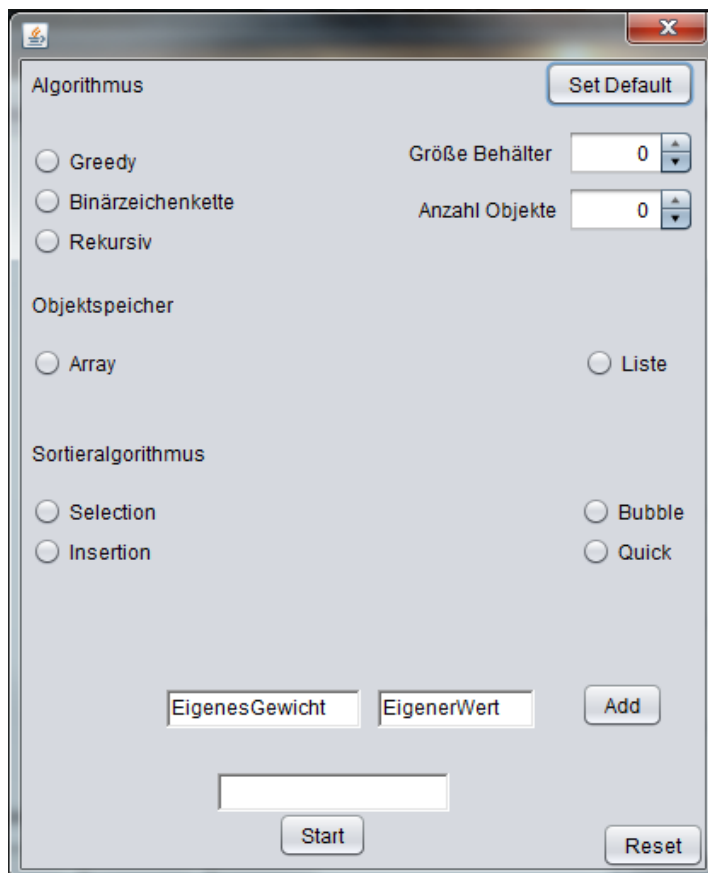 Algorithmus
Set Default
Greedy
Größe Behälter
0
Binärzeichenkette
Anzahl Objekte
0
Rekursiv
Objektspeicher
Array
Liste
Sortieralgorithmus
Selection
Bubble
Insertion
Quick
EigenesGewicht
EigenerWert
Add
Start
Reset